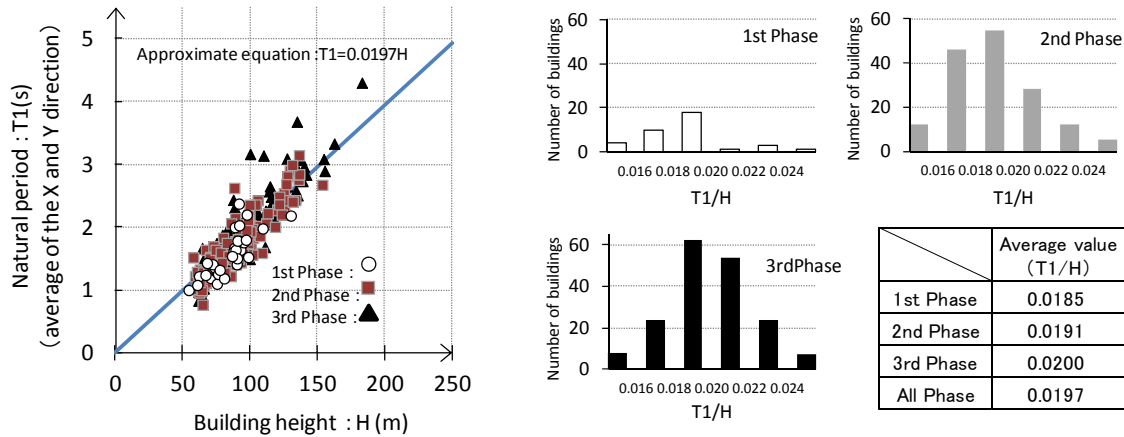 Natural period : T1(s)
(average of the X and Y direction)
5
4
3
2
1
0
Approximate equation :T1=0.0197H
1st Phase :
2nd Phase :
3rd Phase :
0 50 100 150 200 250
Building height : H (m)
Number of buildings
60
40
20
0
1st Phase
0.016 0.018 0.020 0.022 0.024
T1/H
Number of buildings
60
40
20
0
2nd Phase
0.016 0.018 0.020 0.022 0.024
T1/H
Number of buildings
60
40
20
0
3rdPhase
0.016 0.018 0.020 0.022 0.024
T1/H
Average value
(T1/H)
1st Phase 0.0185
2nd Phase 0.0191
3rd Phase 0.0200
All Phase 0.0197